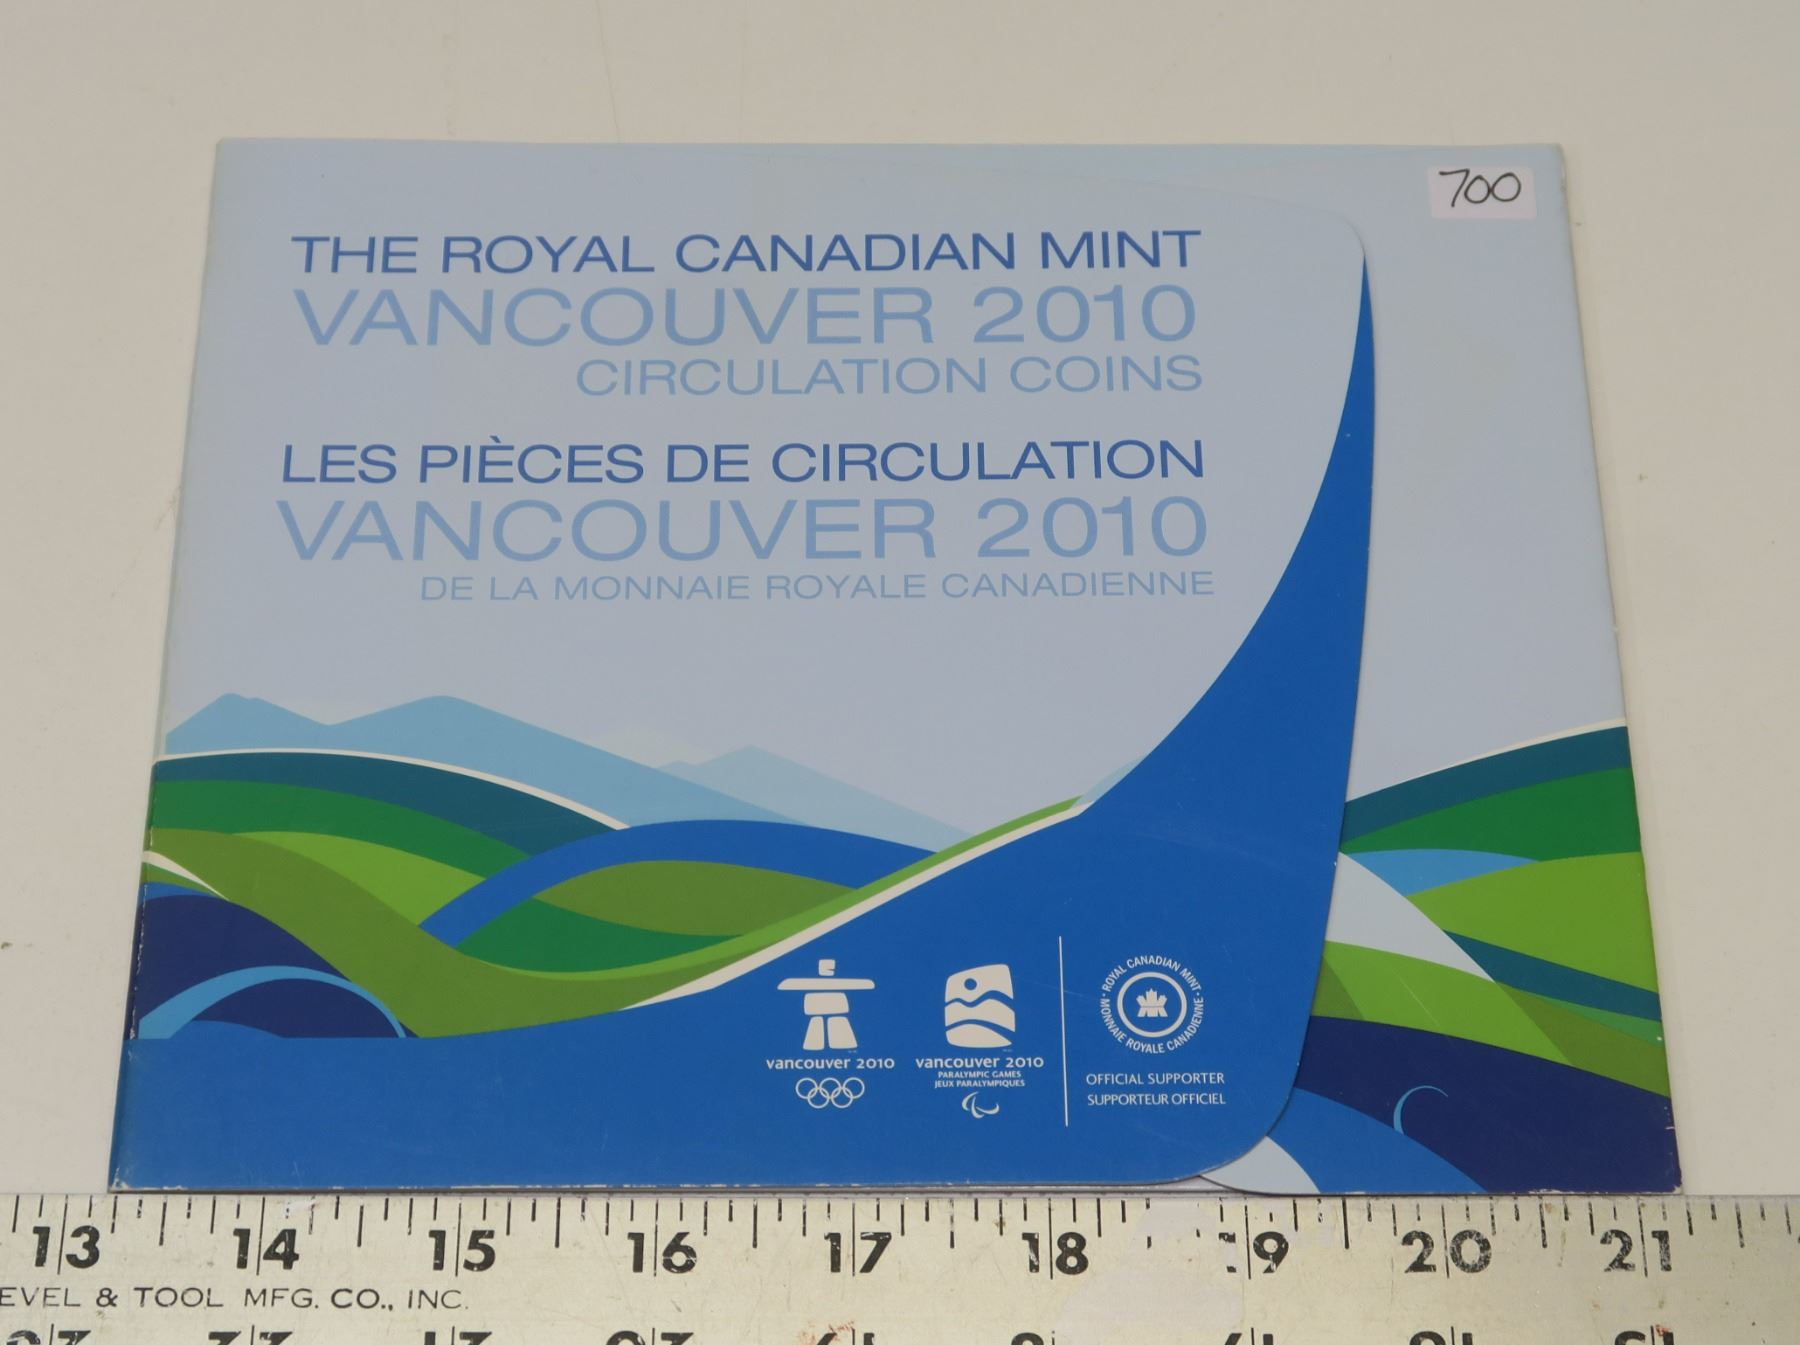 700
THE ROYAL CANADIAN MINT
VANCOUVER 2010
CIRCULATION COINS
LES PIÈCES DE CIRCULATION
VANCOUVER 2010
DE LA MONNAIE ROYALE CANADIENNE
vancouver 2010
vancouver 2010
PARALYMPIC GAMES
JEUX PARALYMPIQUES
ROYAL CANADIAN MINT · MONNAIE ROYALE CANADIENNE ·
OFFICIAL SUPPORTER
SUPPORTEUR OFFICIEL
13 14 15 16 17 18 19 20 21
EVEL & TOOL MFG. CO., INC.